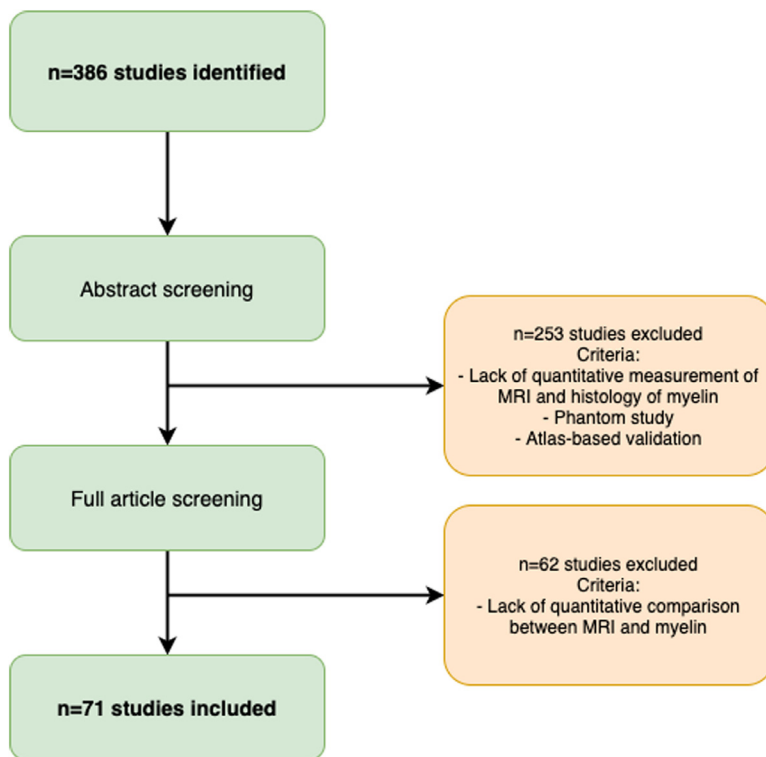 n=386 studies identified
Abstract screening
n=253 studies excluded
Criteria:
- Lack of quantitative measurement of
MRI and histology of myelin
- Phantom study
- Atlas-based validation
Full article screening
n=62 studies excluded
Criteria:
- Lack of quantitative comparison
between MRI and myelin
n=71 studies included